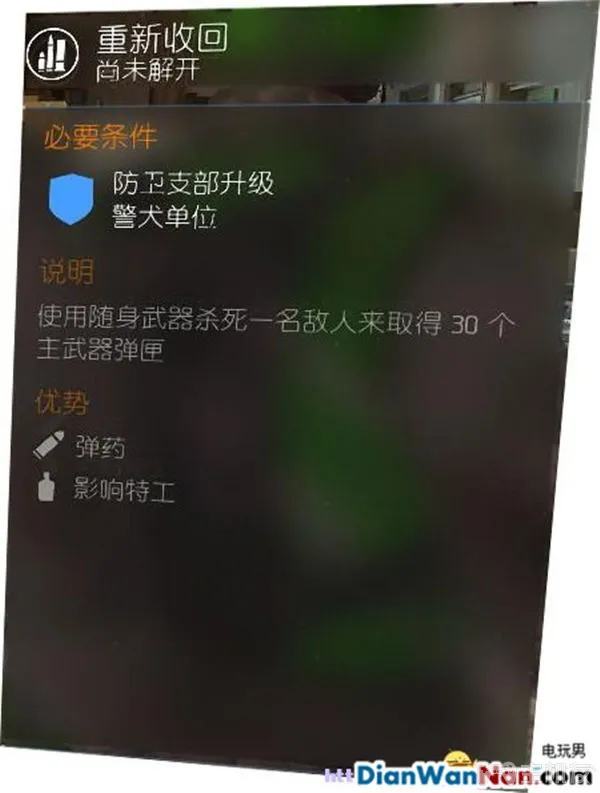 重新收回
尚未解开
必要条件
防卫支部升级
警犬单位
说明
使用随身武器杀死一名敌人来取得 30 个
主武器弹匣
优势
弹药
影响特工
电玩男
DianWanNan.com